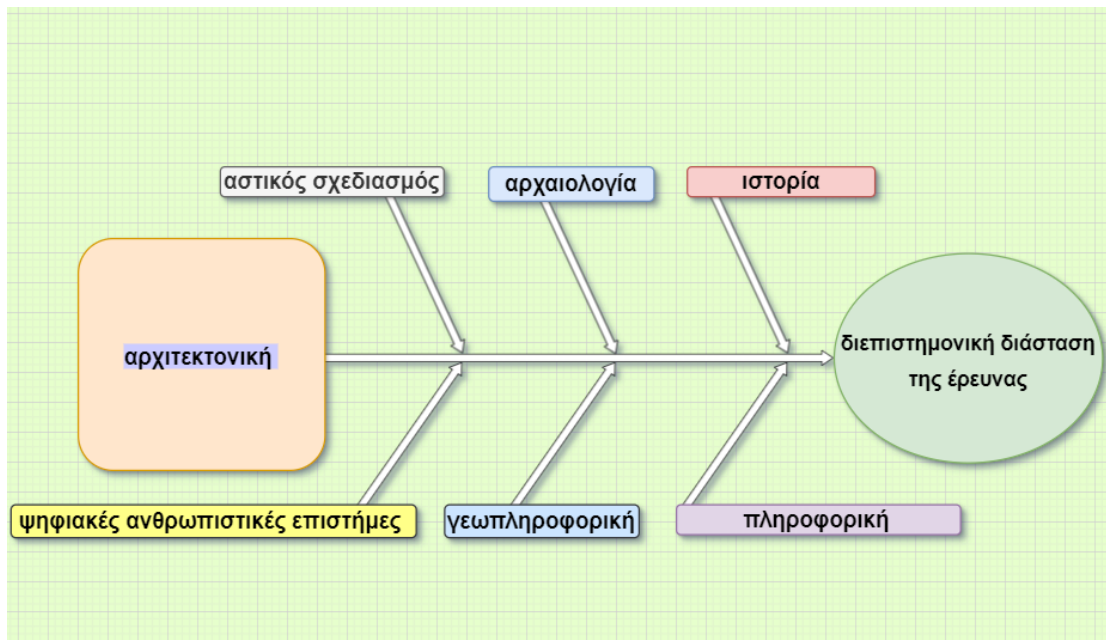 αστικός σχεδιασμός
αρχαιολογία
ιστορία
αρχιτεκτονική
διεπιστημονική διάσταση
της έρευνας
ψηφιακές ανθρωπιστικές επιστήμες
γεωπληροφορική
πληροφορική